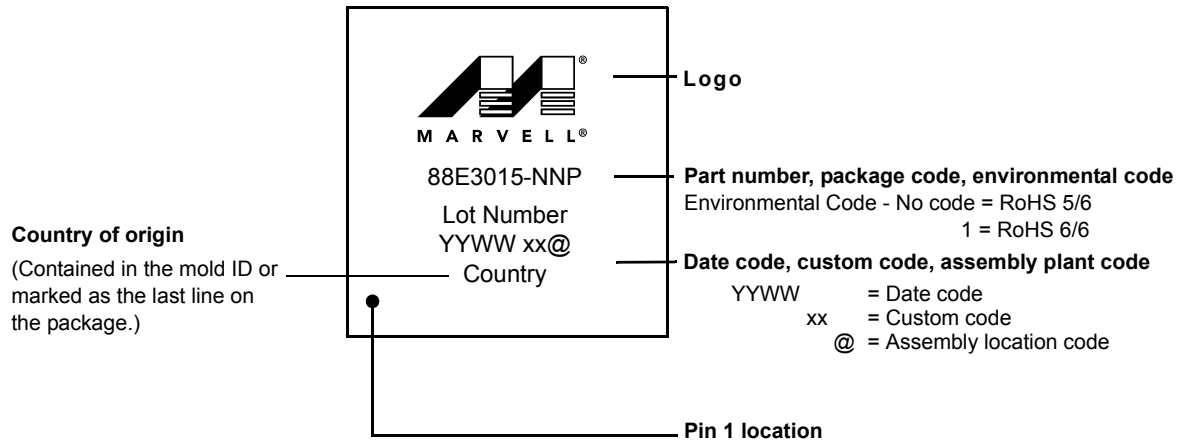 ®
MARVELL®
88E3015-NNP
Lot Number
YYWW xx@
Country
Logo
Part number, package code, environmental code
Environmental Code - No code = RoHS 5/6
1 = RoHS 6/6
Country of origin
(Contained in the mold ID or
marked as the last line on
the package.)
Date code, custom code, assembly plant code
YYWW = Date code
xx = Custom code
@ = Assembly location code
Pin 1 location